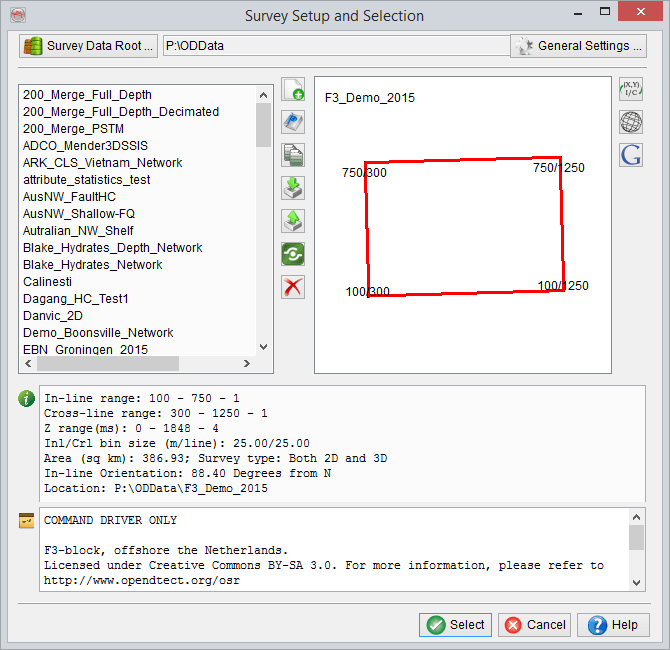 Survey Setup and Selection
Survey Data Root ...
P:\ODData
General Settings ...
200_Merge_Full_Depth
200_Merge_Full_Depth_Decimated
200_Merge_PSTM
ADCO_Mender3DSSIS
ARK_CLS_Vietnam_Network
attribute_statistics_test
AusNW_FaultHC
AusNW_Shallow-FQ
Autralian_NW_Shelf
Blake_Hydrates_Depth_Network
Blake_Hydrates_Network
Calinesti
Dagang_HC_Test1
Danvic_2D
Demo_Boonsville_Network
EBN_Groningen_2015
F3_Demo_2015
750/300
750/1250
100/300
100/1250
(X,Y)
I/C
G
In-line range: 100 - 750 - 1
Cross-line range: 300 - 1250 - 1
Z range(ms): 0 - 1848 - 4
Inl/Crl bin size (m/line): 25.00/25.00
Area (sq km): 386.93; Survey type: Both 2D and 3D
In-line Orientation: 88.40 Degrees from N
Location: P:\ODData\F3_Demo_2015
COMMAND DRIVER ONLY
F3-block, offshore the Netherlands.
Licensed under Creative Commons BY-SA 3.0. For more information, please refer to
http://www.opendtect.org/osr
Select
Cancel
Help